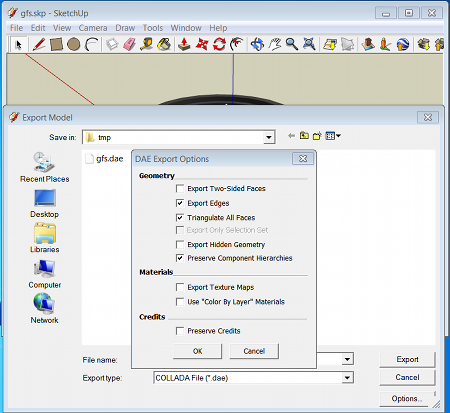 gfs.skp - SketchUp
File Edit View Camera Draw Tools Window Help
Export Model
Save in: tmp
gfs.dae
Recent Places
Desktop
Libraries
Computer
Network
DAE Export Options
Geometry
Export Two-Sided Faces
Export Edges
Triangulate All Faces
Export Only Selection Set
Export Hidden Geometry
Preserve Component Hierarchies
Materials
Export Texture Maps
Use "Color By Layer" Materials
Credits
Preserve Credits
OK Cancel
File name: Export
Export type: COLLADA File (*.dae) Cancel
Options...